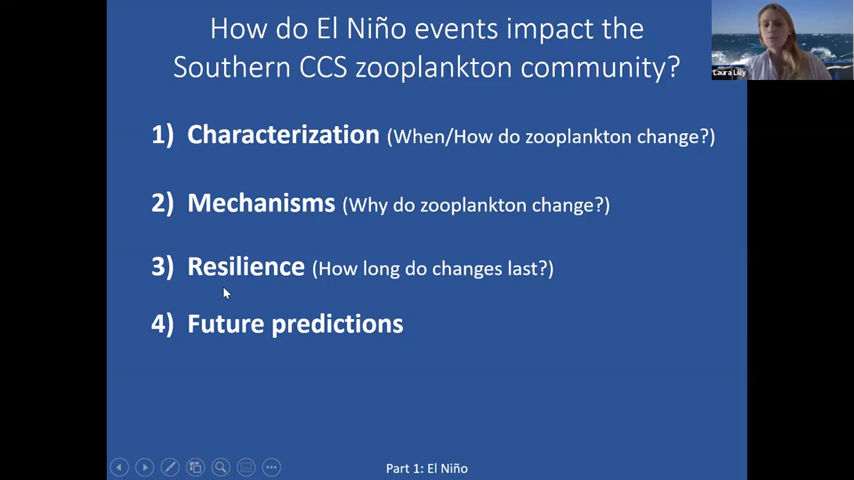 How do El Niño events impact the
Southern CCS zooplankton community?
Laura Lilly
1) Characterization (When/How do zooplankton change?)
2) Mechanisms (Why do zooplankton change?)
3) Resilience (How long do changes last?)
4) Future predictions
Part 1: El Niño